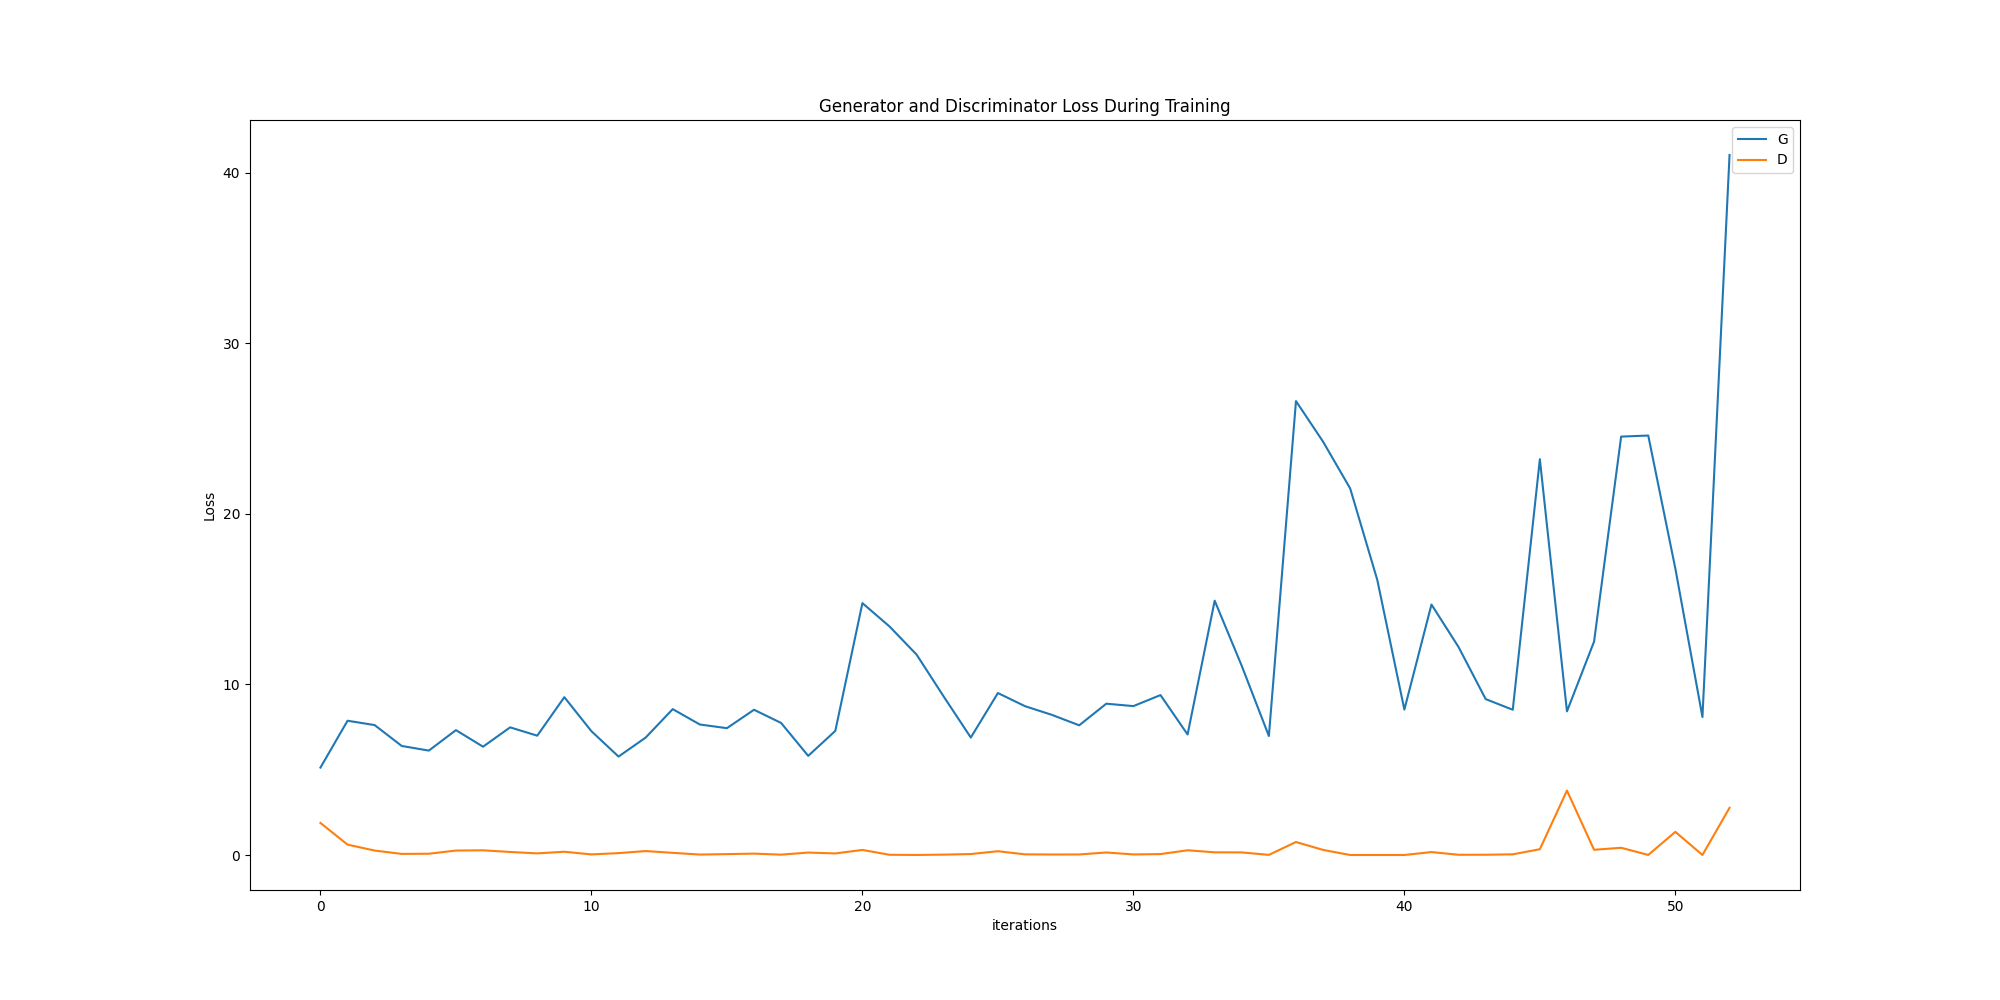 Generator and Discriminator Loss During Training
G
D
40
30
20
10
0
Loss
0 10 20 30 40 50
iterations